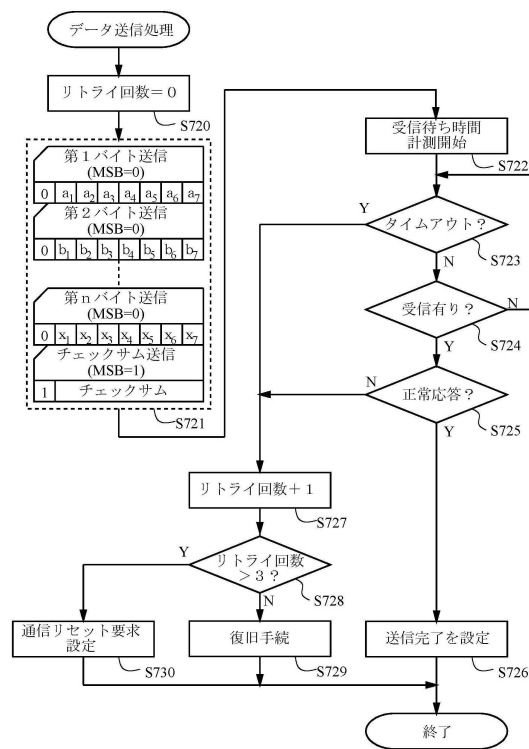 データ送信処理
リトライ回数＝０
S720
第１バイト送信
(MSB=0)
0 a1 a2 a3 a4 a5 a6 a7
第２バイト送信
(MSB=0)
0 b1 b2 b3 b4 b5 b6 b7
第ｎバイト送信
(MSB=0)
0 x1 x2 x3 x4 x5 x6 x7
チェックサム送信
(MSB=1)
1 チェックサム
S721
受信待ち時間
計測開始
S722
Y
タイムアウト？
S723
N
受信有り？
N
S724
Y
N
正常応答？
S725
Y
リトライ回数＋１
S727
Y
リトライ回数
＞３？
S728
N
通信リセット要求
設定
S730
復旧手続
S729
送信完了を設定
S726
終了